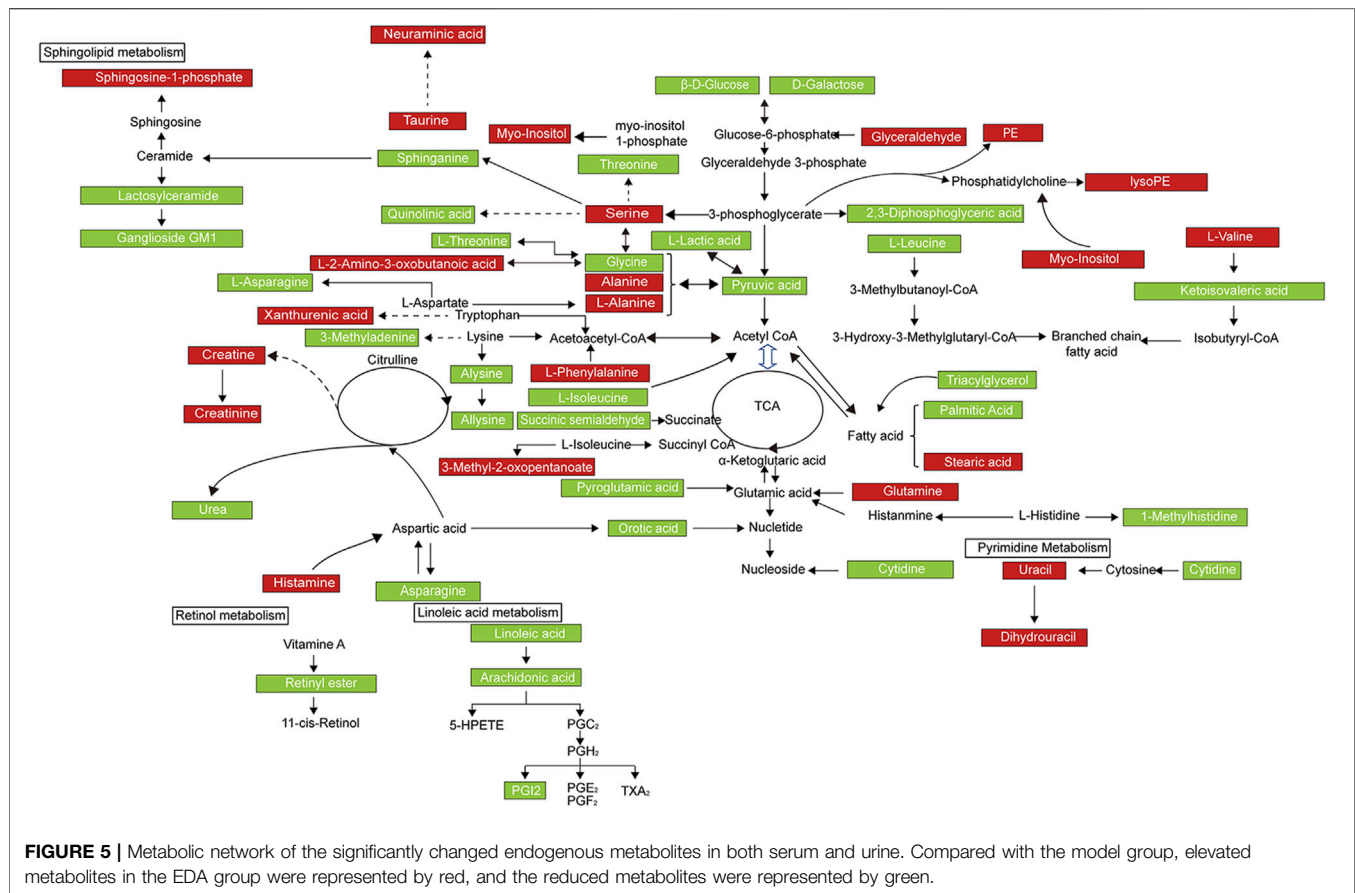 Neuraminic acid
Sphingolipid metabolism
Sphingosine-1-phosphate
β-D-Glucose
D-Galactose
Sphingosine
Taurine
Myo-Inositol
myo-inositol
1-phosphate
Glucose-6-phosphate
Glyceraldehyde
PE
Ceramide
Sphinganine
Threonine
Glyceraldehyde 3-phosphate
Phosphatidylcholine
lysoPE
Lactosylceramide
Quinolinic acid
Serine
3-phosphoglycerate
2,3-Diphosphoglyceric acid
Ganglioside GM1
L-Threonine
L-Lactic acid
L-Leucine
L-Valine
L-2-Amino-3-oxobutanoic acid
Glycine
Myo-Inositol
L-Asparagine
Alanine
Pyruvic acid
3-Methylbutanoyl-CoA
Ketoisovaleric acid
L-Aspartate
L-Alanine
Xanthurenic acid
Tryptophan
3-Methyladenine
Lysine
Acetoacetyl-CoA
Acetyl CoA
3-Hydroxy-3-Methylglutaryl-CoA
Branched chain
fatty acid
Isobutyryl-CoA
Creatine
Citrulline
Alysine
L-Phenylalanine
L-Isoleucine
Triacylglycerol
Creatinine
Allysine
Succinic semialdehyde
Succinate
TCA
Palmitic Acid
Fatty acid
L-Isoleucine
Succinyl CoA
α-Ketoglutaric acid
Stearic acid
3-Methyl-2-oxopentanoate
Pyroglutamic acid
Glutamic acid
Glutamine
Urea
Histanmine
L-Histidine
1-Methylhistidine
Aspartic acid
Orotic acid
Nucletide
Pyrimidine Metabolism
Histamine
Asparagine
Nucleoside
Cytidine
Uracil
Cytosine
Cytidine
Retinol metabolism
Linoleic acid metabolism
Linoleic acid
Dihydrouracil
Vitamine A
Retinyl ester
Arachidonic acid
11-cis-Retinol
5-HPETE
PGC₂
PGH₂
PGI2
PGE₂
PGF₂
TXA₂
FIGURE 5 | Metabolic network of the significantly changed endogenous metabolites in both serum and urine. Compared with the model group, elevated
metabolites in the EDA group were represented by red, and the reduced metabolites were represented by green.